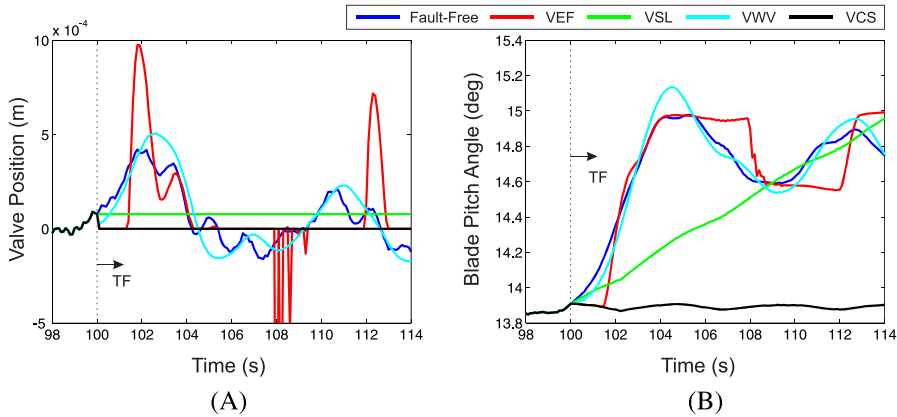 Fault-Free VEF VSL VWV VCS
10 x 10⁻⁴
5
0
-5
98 100 102 104 106 108 110 112 114
Valve Position (m)
Time (s)
TF
(A)
15.4
15.2
15
14.8
14.6
14.4
14.2
14
13.8
98 100 102 104 106 108 110 112 114
Blade Pitch Angle (deg)
Time (s)
TF
(B)